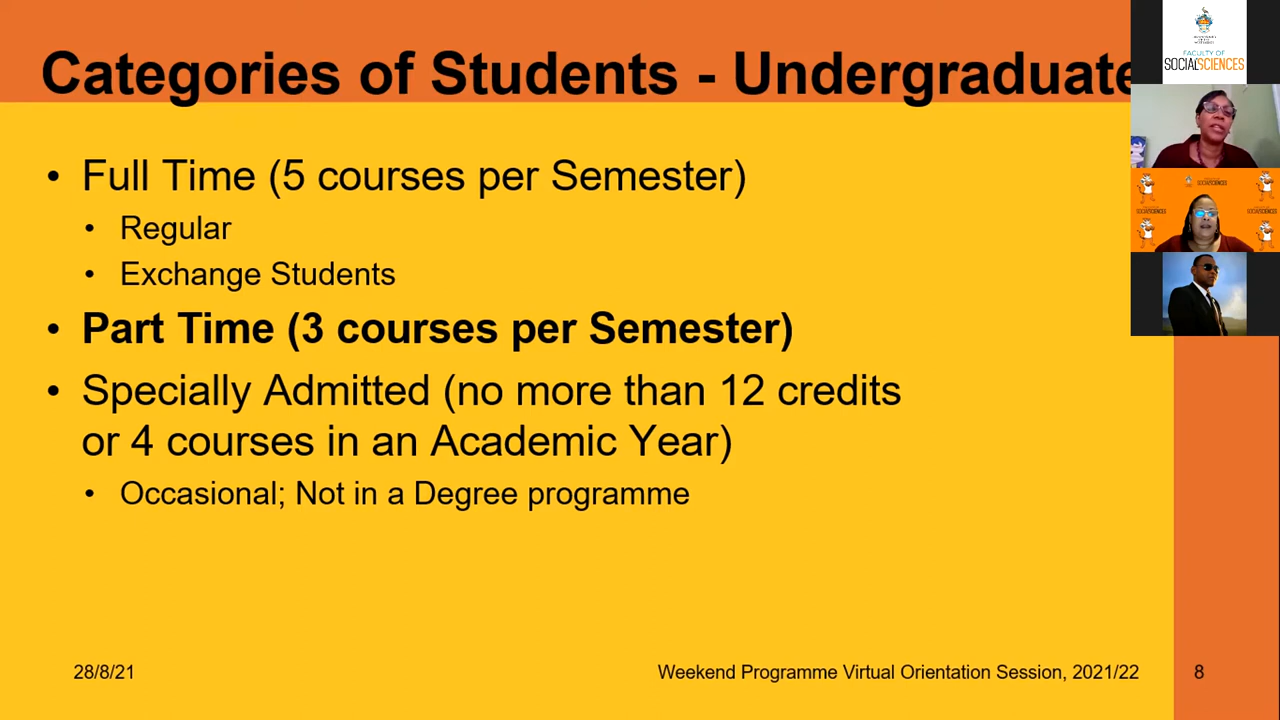 Categories of Students - Undergraduate
FACULTY OF
SOCIALSCIENCES
• Full Time (5 courses per Semester)
• Regular
• Exchange Students
• Part Time (3 courses per Semester)
• Specially Admitted (no more than 12 credits
or 4 courses in an Academic Year)
• Occasional; Not in a Degree programme
28/8/21
Weekend Programme Virtual Orientation Session, 2021/22
8